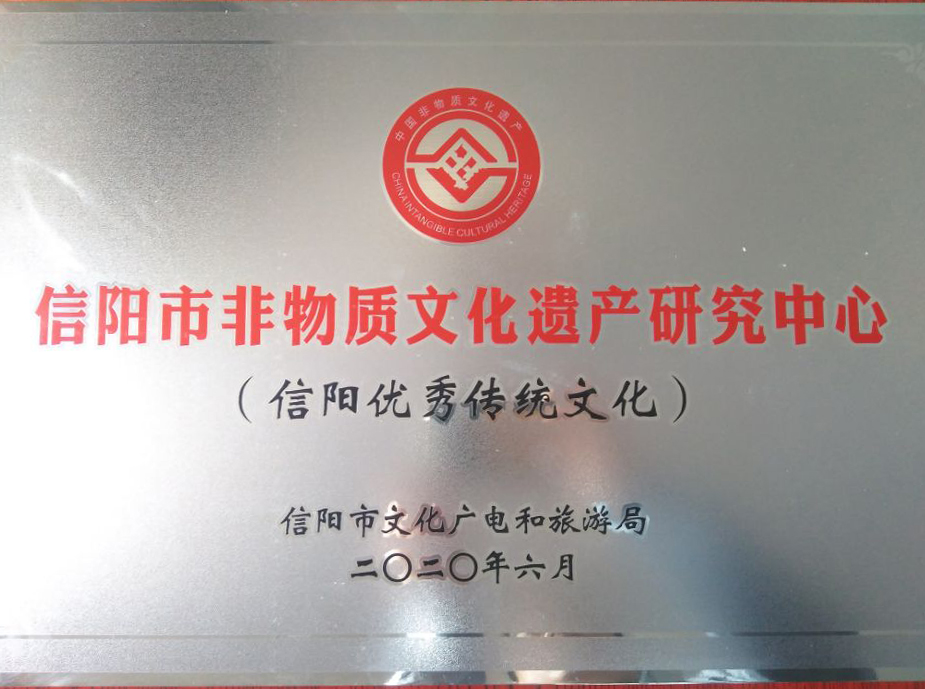 中国非物质文化遗产
CHINA INTANGIBLE CULTURAL HERITAGE
信阳市非物质文化遗产研究中心
（信阳优秀传统文化）
信阳市文化广电和旅游局
二〇二〇年六月